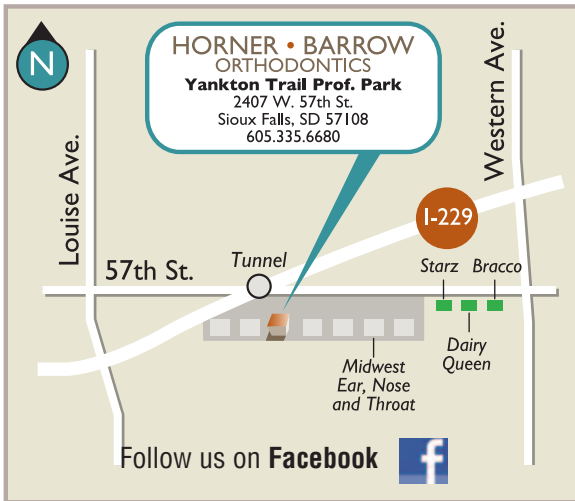 N
HORNER • BARROW
ORTHODONTICS
Yankton Trail Prof. Park
2407 W. 57th St.
Sioux Falls, SD 57108
605.335.6680
Louise Ave.
Western Ave.
I-229
57th St.
Tunnel
Starz
Bracco
Dairy
Queen
Midwest
Ear, Nose
and Throat
Follow us on Facebook
f